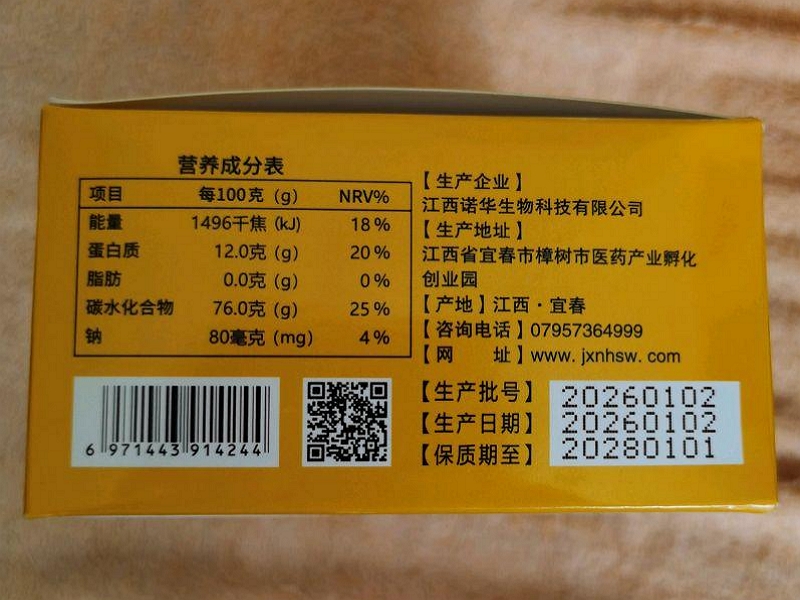 营养成分表
项目 每100克 (g) NRV%
能量 1496千焦 (kJ) 18%
蛋白质 12.0克 (g) 20%
脂肪 0.0克 (g) 0%
碳水化合物 76.0克 (g) 25%
钠 80毫克 (mg) 4%
6 971443 914244
【生产企业】
江西诺华生物科技有限公司
【生产地址】
江西省宜春市樟树市医药产业孵化
创业园
【产地】江西·宜春
【咨询电话】07957364999
【网 址】www. jxnhsw. com
【生产批号】 20260102
【生产日期】 20260102
【保质期至】 20280101